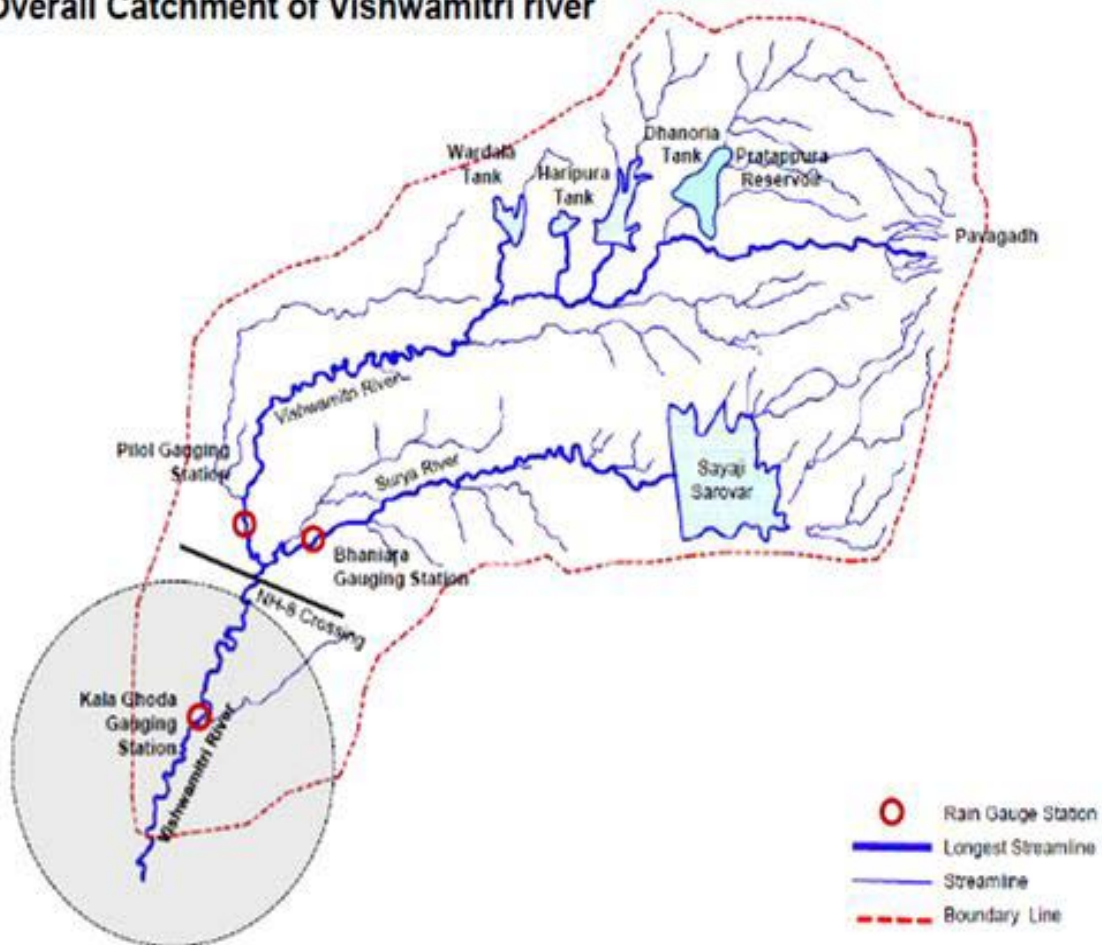 Overall Catchment of Vishwamitri river
Wardala
Tank
Haripura
Tank
Dhanoria
Tank
Pratappura
Reservoir
Pavagadh
Vishwamitri River
Pilol Gauging
Station
Surya River
Sayaji
Sarovar
Bhaniara
Gauging Station
NH-8 Crossing
Kala Ghoda
Gauging
Station
Vishwamitri River
Rain Gauge Station
Longest Streamline
Streamline
Boundary Line